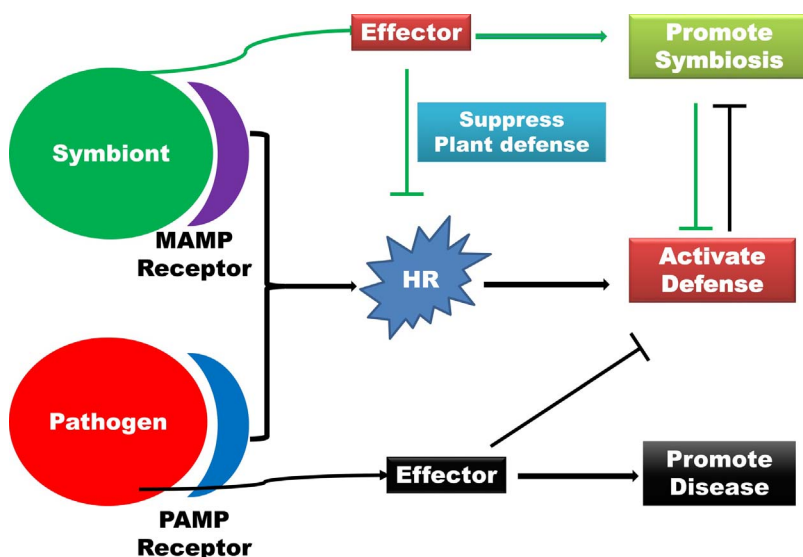 Effector
Promote
Symbiosis
Suppress
Plant defense
Symbiont
MAMP
Receptor
HR
Activate
Defense
Pathogen
Effector
Promote
Disease
PAMP
Receptor